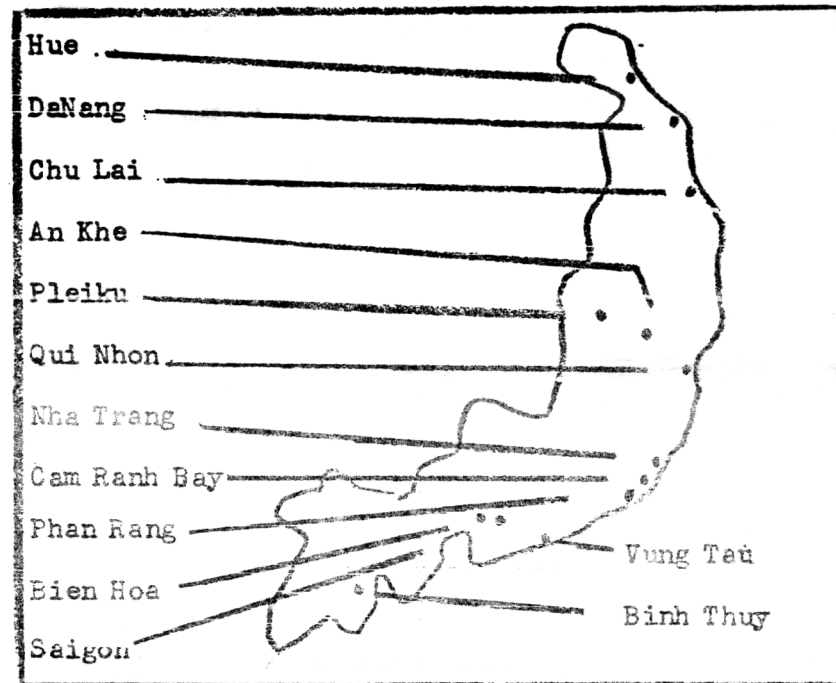 Hue
DaNang
Chu Lai
An Khe
Pleiku
Qui Nhon
Nha Trang
Cam Ranh Bay
Phan Rang
Bien Hoa
Saigon
Vung Tau
Binh Thuy